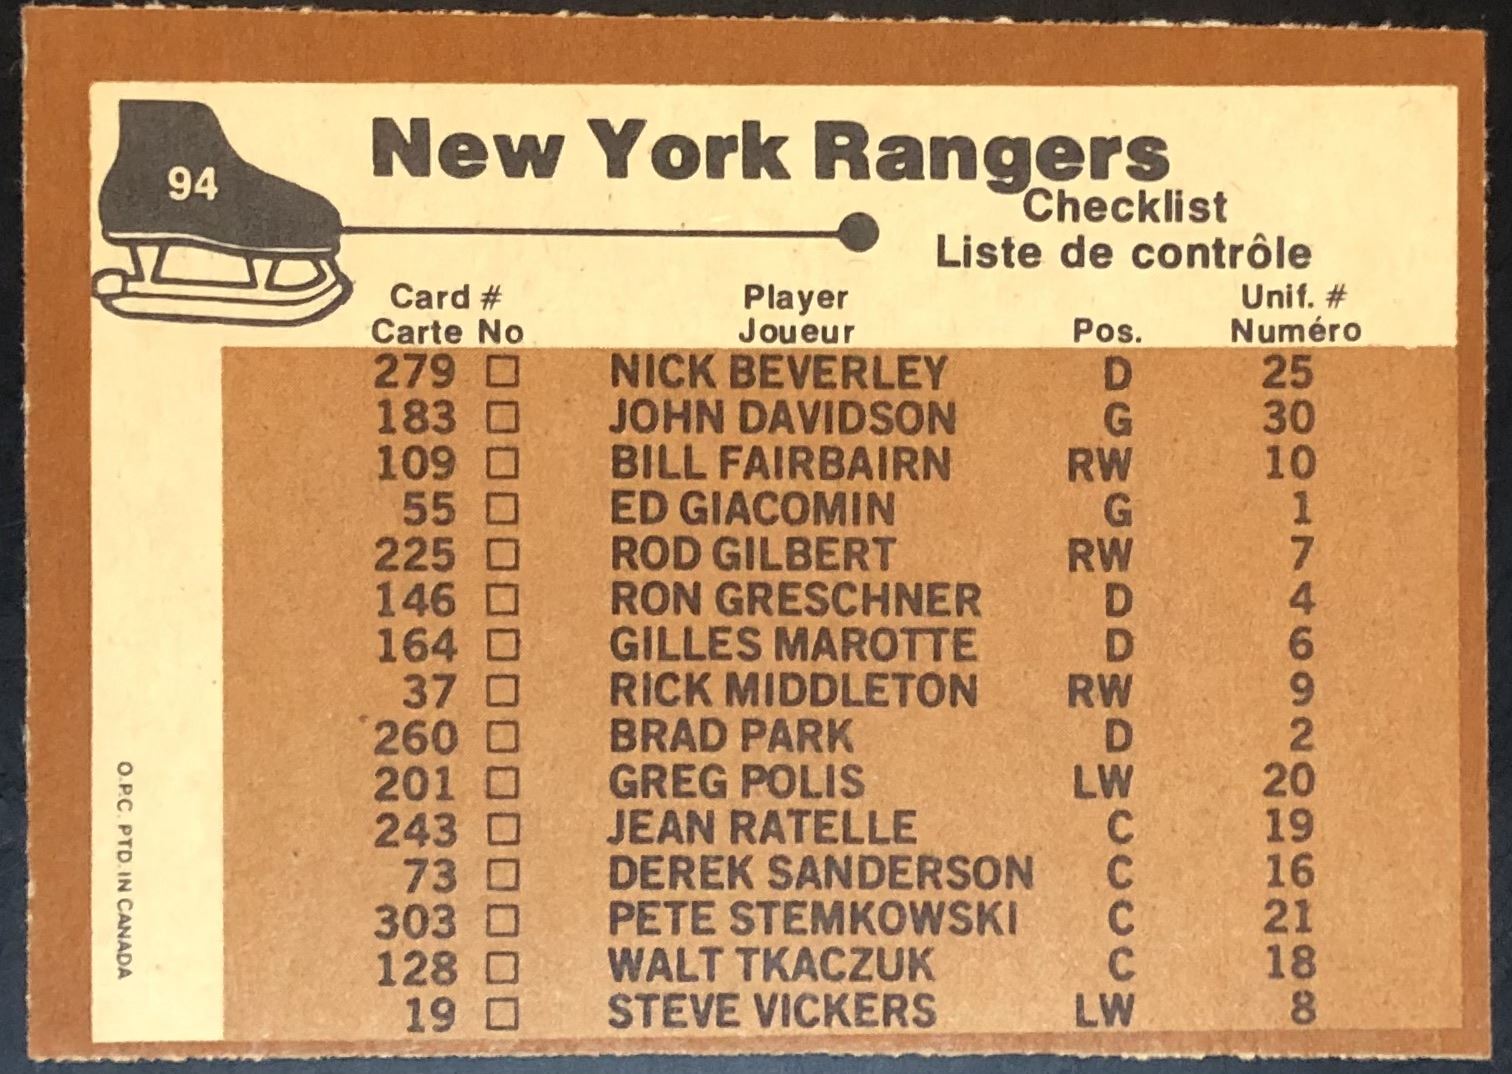 94
New York Rangers
Checklist
Liste de contrôle
Card # Player Unif. #
Carte No Joueur Pos. Numéro
279 □ NICK BEVERLEY D 25
183 □ JOHN DAVIDSON G 30
109 □ BILL FAIRBAIRN RW 10
55 □ ED GIACOMIN G 1
225 □ ROD GILBERT RW 7
146 □ RON GRESCHNER D 4
164 □ GILLES MAROTTE D 6
37 □ RICK MIDDLETON RW 9
260 □ BRAD PARK D 2
201 □ GREG POLIS LW 20
243 □ JEAN RATELLE C 19
73 □ DEREK SANDERSON C 16
303 □ PETE STEMKOWSKI C 21
128 □ WALT TKACZUK C 18
19 □ STEVE VICKERS LW 8
O.P.C. PTD. IN CANADA